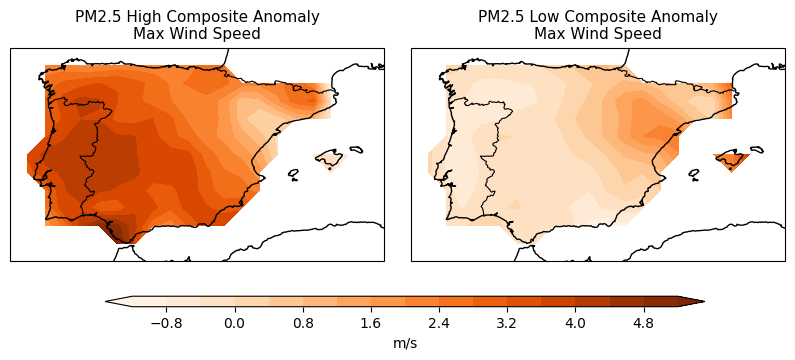 PM2.5 High Composite Anomaly
Max Wind Speed
PM2.5 Low Composite Anomaly
Max Wind Speed
−0.8 0.0 0.8 1.6 2.4 3.2 4.0 4.8
m/s